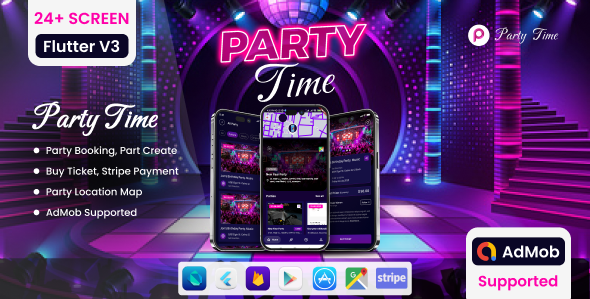 24+ SCREEN
Flutter V3
PARTY
Time
Party Time
Party Time
Party Booking, Part Create
Buy Ticket, Stripe Payment
Party Location Map
AdMob Supported
stripe
AdMob
Supported